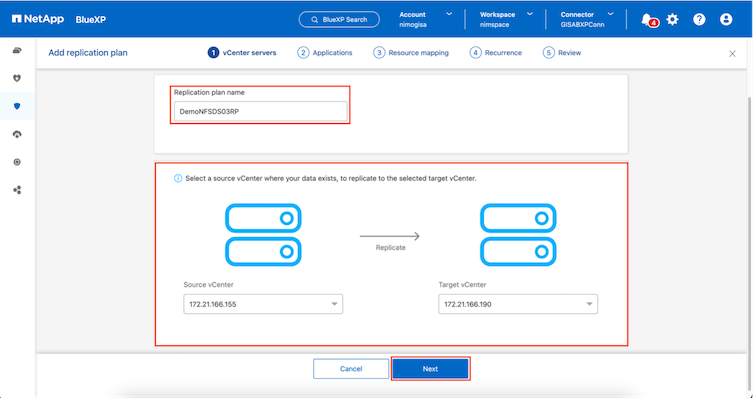 NetApp BlueXP
BlueXP Search
Account
nimogisa
Workspace
nimspace
Connector
GISABXPConn
4
Add replication plan
1 vCenter servers
2 Applications
3 Resource mapping
4 Recurrence
5 Review
Replication plan name
DemoNFSDS03RP
Select a source vCenter where your data exists, to replicate to the selected target vCenter.
Replicate
Source vCenter
Target vCenter
172.21.166.155
172.21.166.190
Cancel
Next